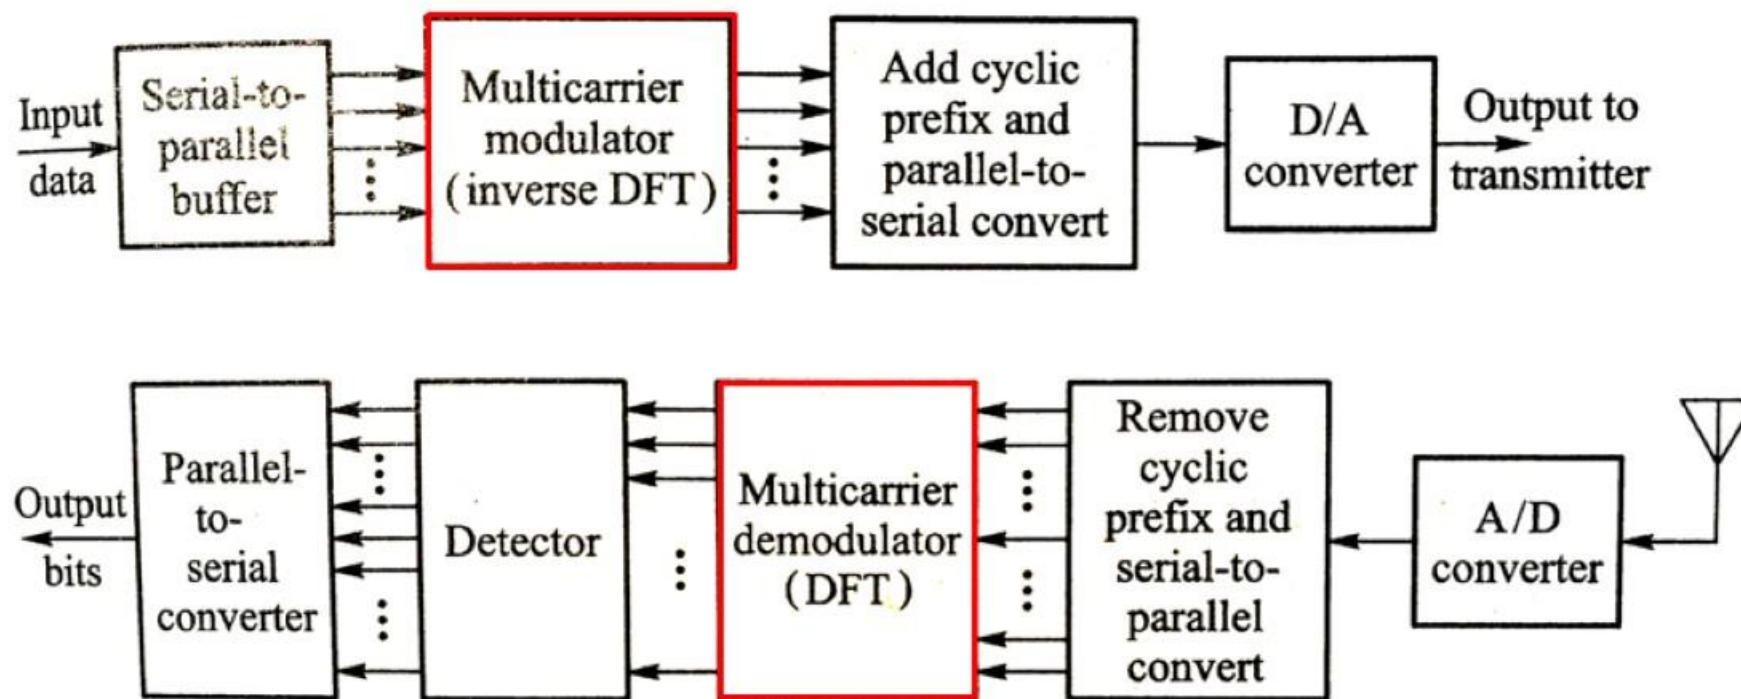 Input
data
Serial-to-
parallel
buffer
Multicarrier
modulator
(inverse DFT)
Add cyclic
prefix and
parallel-to-
serial convert
D/A
converter
Output to
transmitter
Output
bits
Parallel-
to-
serial
converter
Detector
Multicarrier
demodulator
(DFT)
Remove
cyclic
prefix and
serial-to-
parallel
convert
A/D
converter